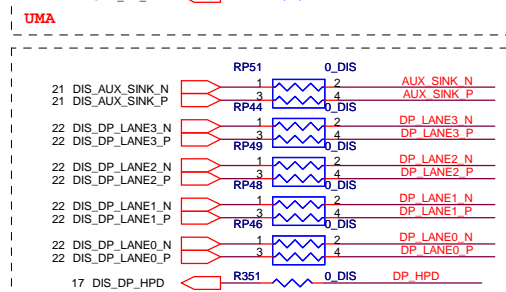 UMA
RP51 0_DIS
21 DIS_AUX_SINK_N 1 2 AUX_SINK_N
21 DIS_AUX_SINK_P 3 4 AUX_SINK_P
RP44 0_DIS
22 DIS_DP_LANE3_N 1 2 DP_LANE3_N
22 DIS_DP_LANE3_P 3 4 DP_LANE3_P
RP49 0_DIS
22 DIS_DP_LANE2_N 1 2 DP_LANE2_N
22 DIS_DP_LANE2_P 3 4 DP_LANE2_P
RP48 0_DIS
22 DIS_DP_LANE1_N 1 2 DP_LANE1_N
22 DIS_DP_LANE1_P 3 4 DP_LANE1_P
RP46 0_DIS
22 DIS_DP_LANE0_N 1 2 DP_LANE0_N
22 DIS_DP_LANE0_P 3 4 DP_LANE0_P
17 DIS_DP_HPD R351 0_DIS DP_HPD